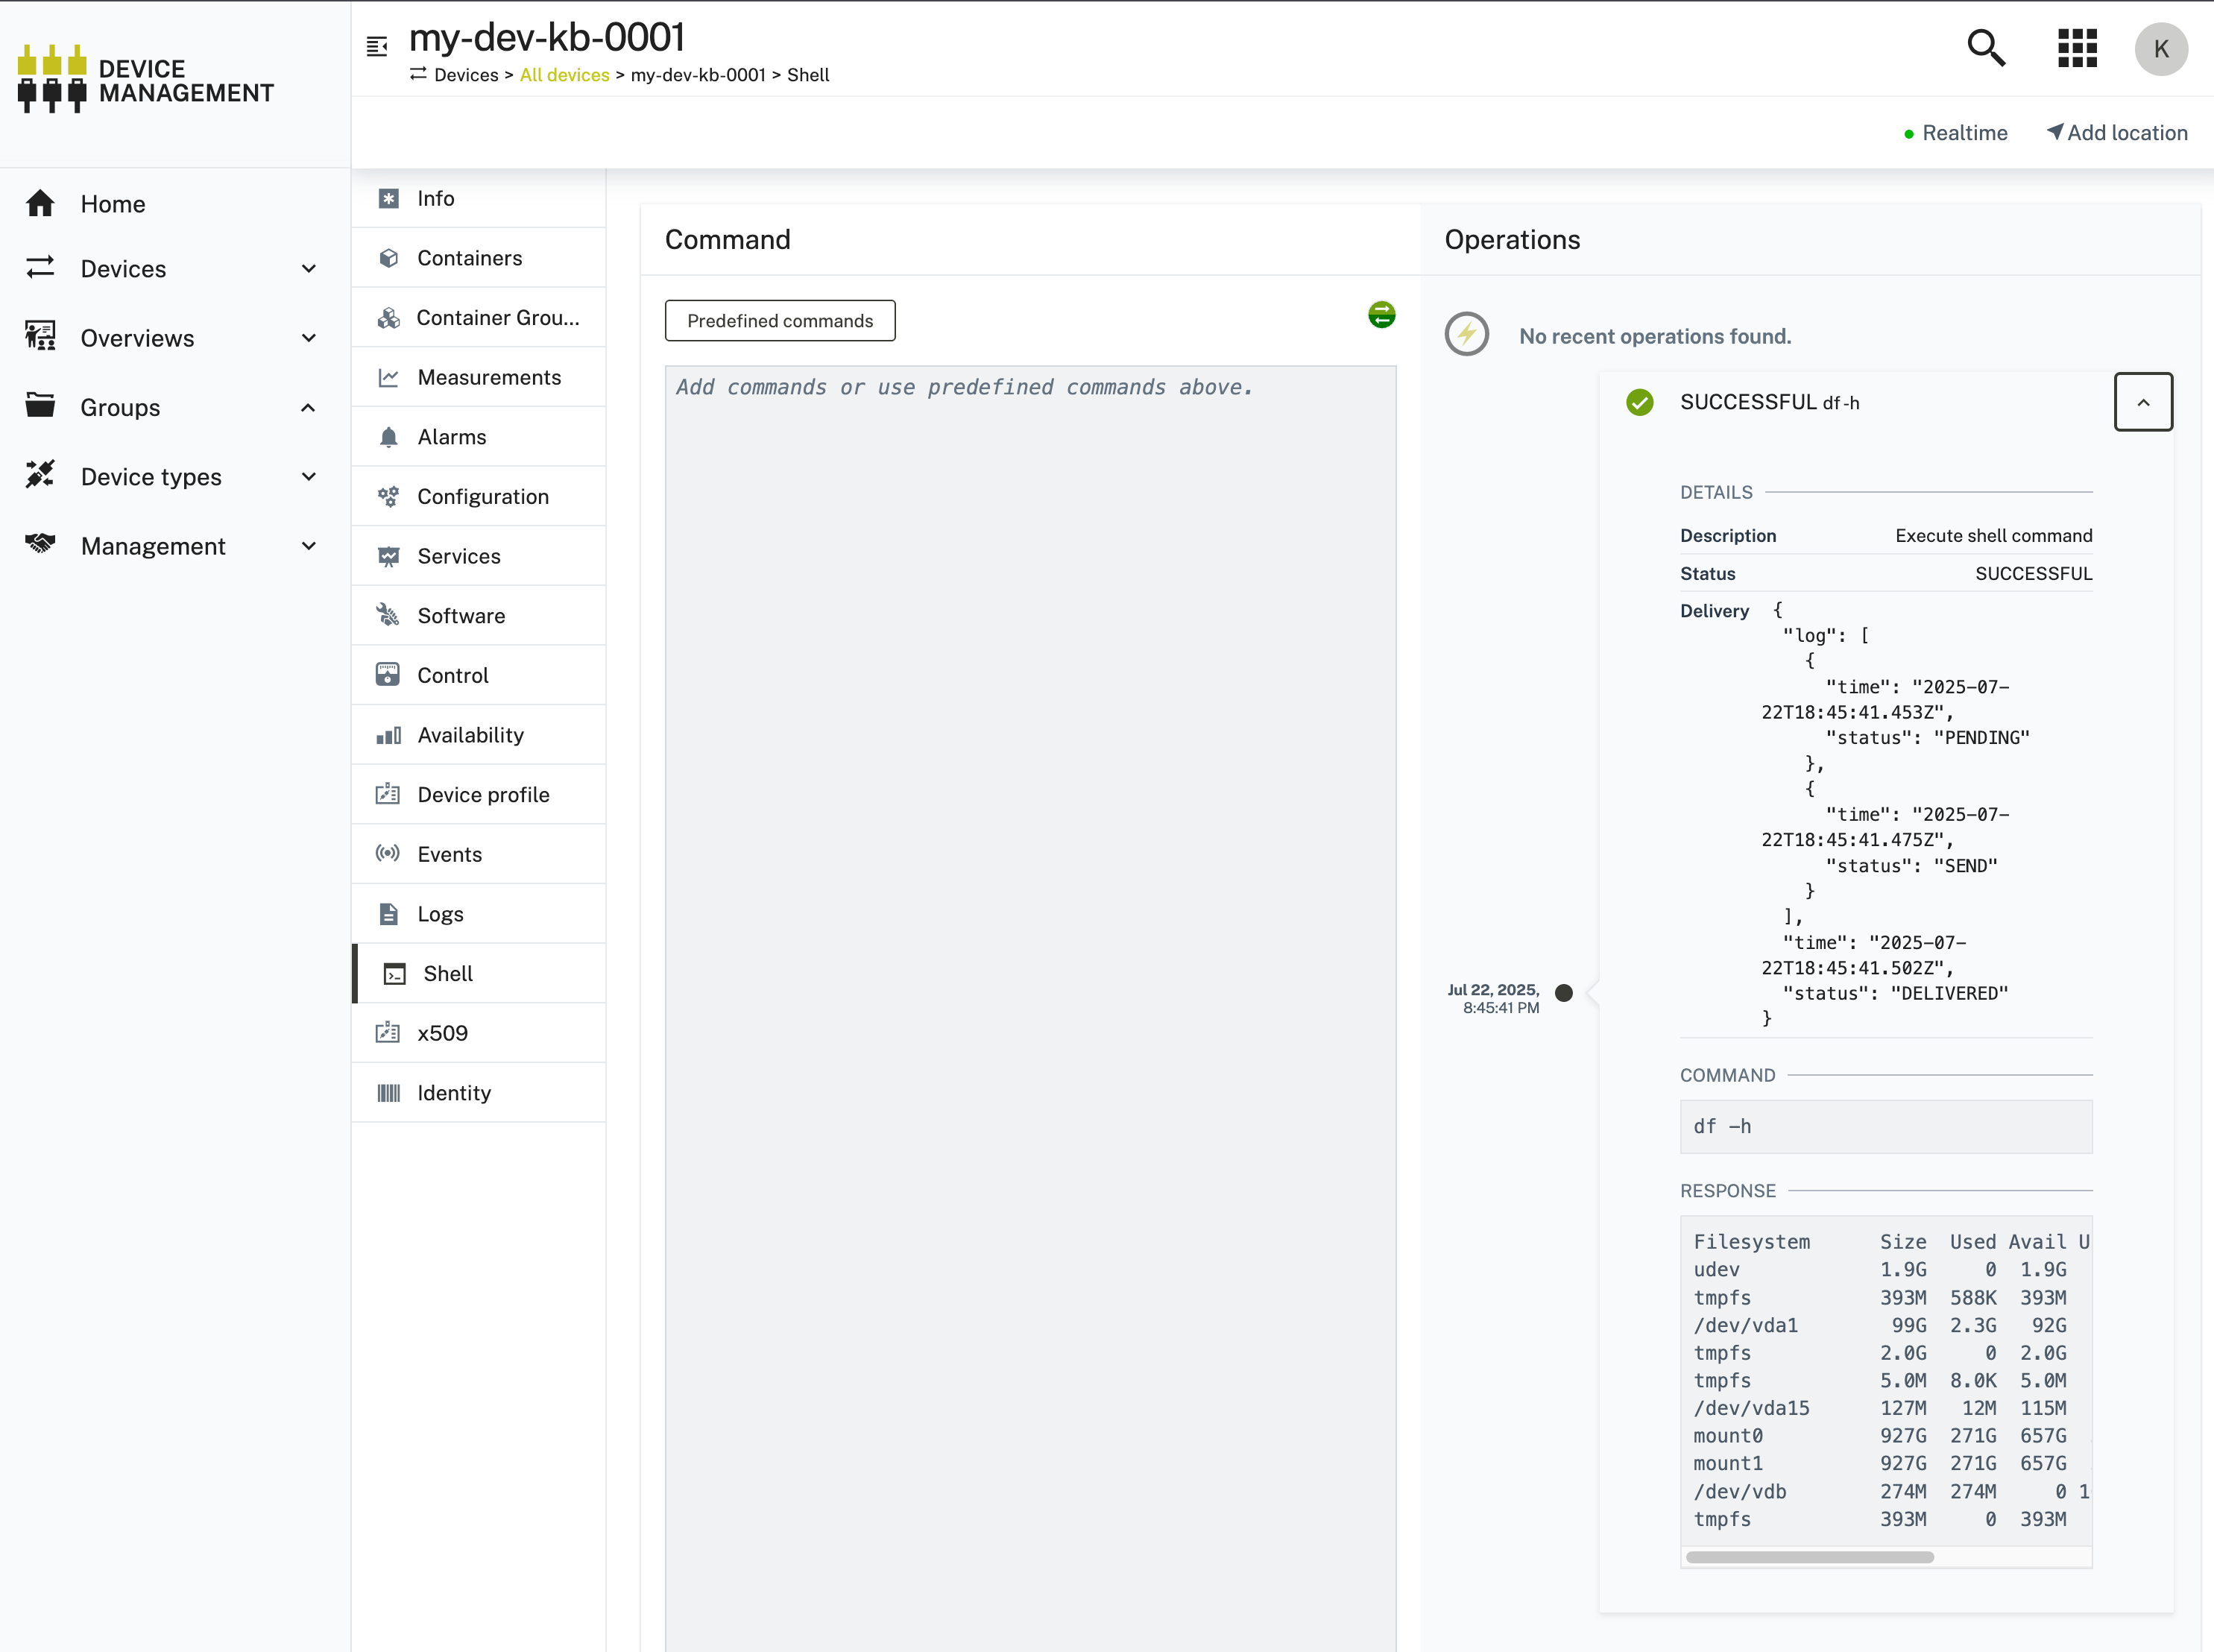 DEVICE
MANAGEMENT
Home
Devices
Overviews
Groups
Device types
Management
my-dev-kb-0001
Devices > All devices > my-dev-kb-0001 > Shell
K
Realtime
Add location
Info
Containers
Container Grou...
Measurements
Alarms
Configuration
Services
Software
Control
Availability
Device profile
Events
Logs
Shell
x509
Identity
Command
Predefined commands
Add commands or use predefined commands above.
Operations
No recent operations found.
SUCCESSFUL df -h
DETAILS
Description Execute shell command
Status SUCCESSFUL
Delivery {
"log": [
{
"time": "2025-07-
22T18:45:41.453Z",
"status": "PENDING"
},
{
"time": "2025-07-
22T18:45:41.475Z",
"status": "SEND"
}
],
"time": "2025-07-
22T18:45:41.502Z",
"status": "DELIVERED"
}
Jul 22, 2025,
8:45:41 PM
COMMAND
df -h
RESPONSE
Filesystem Size Used Avail U
udev 1.9G 0 1.9G
tmpfs 393M 588K 393M
/dev/vda1 99G 2.3G 92G
tmpfs 2.0G 0 2.0G
tmpfs 5.0M 8.0K 5.0M
/dev/vda15 127M 12M 115M
mount0 927G 271G 657G
mount1 927G 271G 657G
/dev/vdb 274M 274M 0 1
tmpfs 393M 0 393M